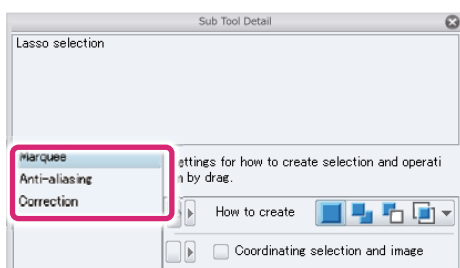 Sub Tool Detail
Lasso selection
Marquee
Anti-aliasing
Correction
ettings for how to create selection and operati
n by drag.
How to create
Coordinating selection and image